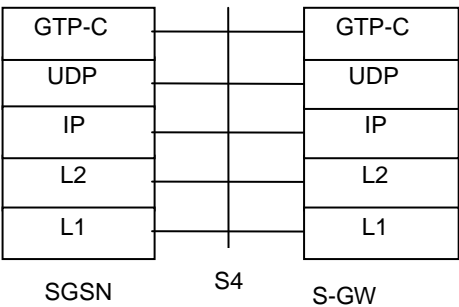 GTP-C GTP-C
UDP UDP
IP IP
L2 L2
L1 L1
SGSN S4 S-GW